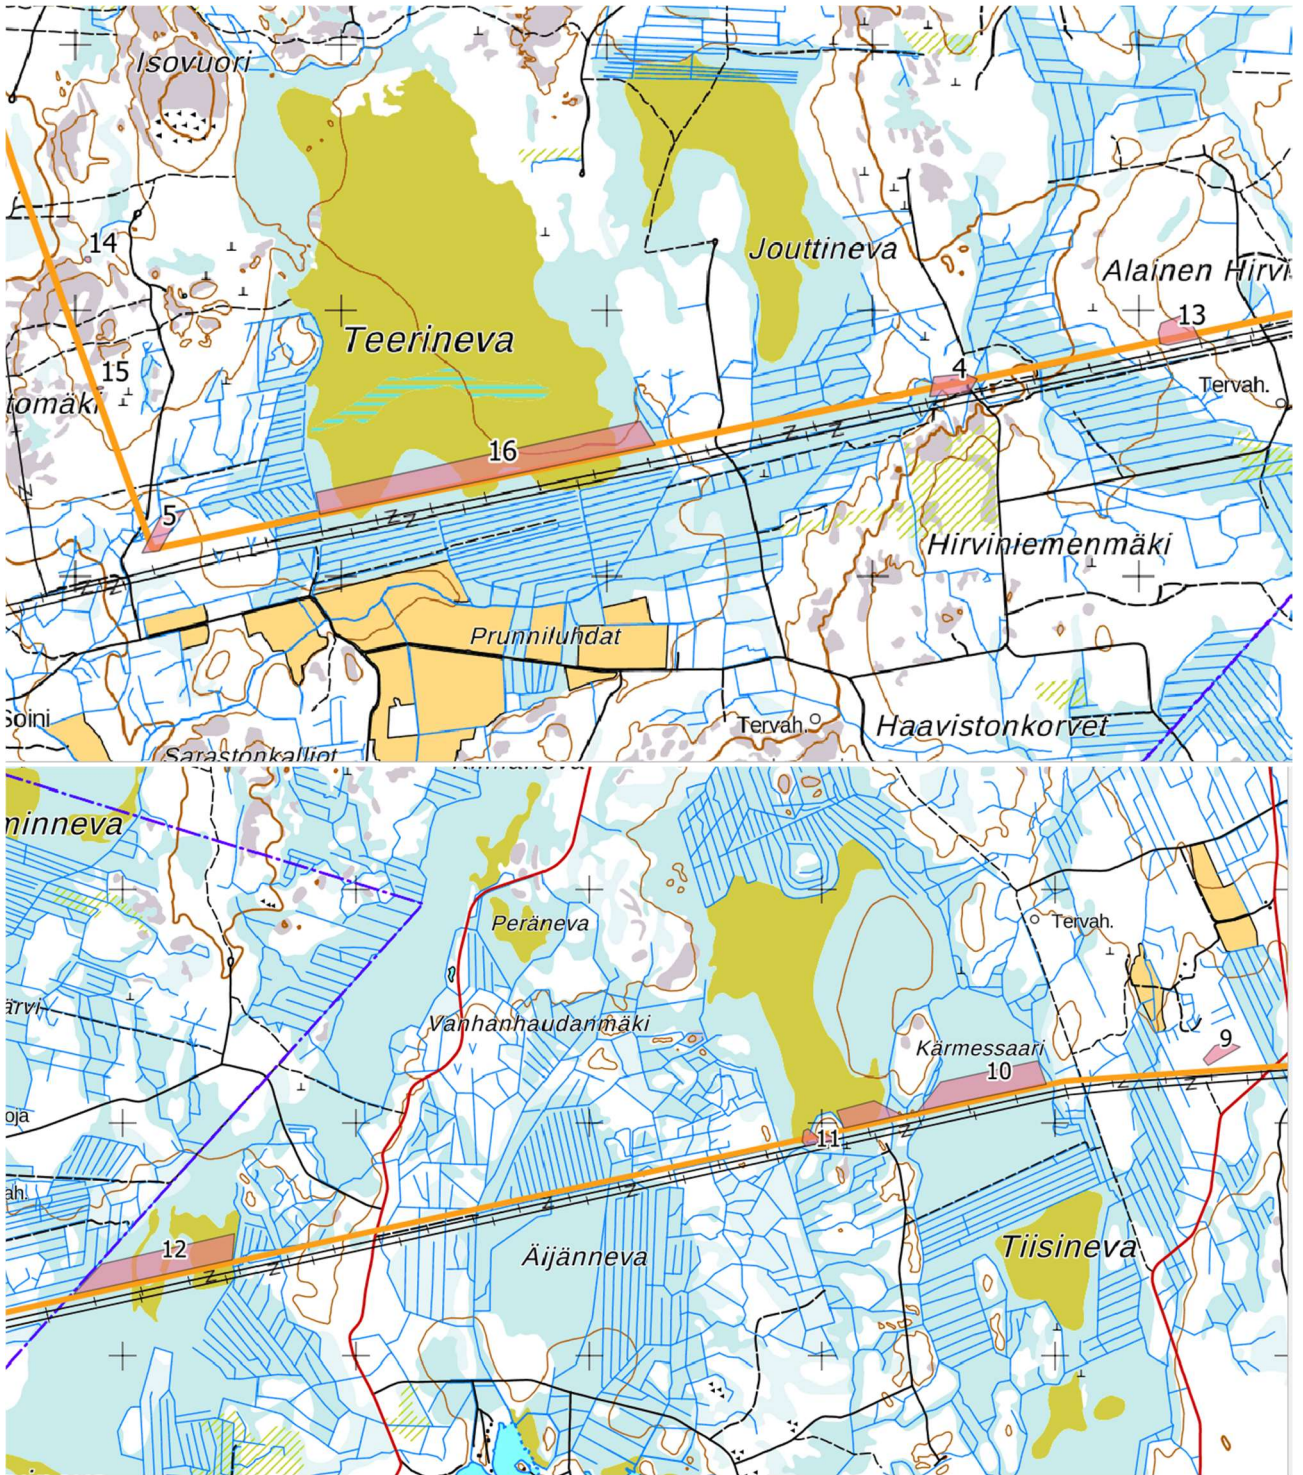 Isovuori
14
Jouttineva
Alainen Hirvi
13
Teerineva
15
4
Tervah.
tomäki
16
5
Hirviniemenmäki
Prunniluhdat
Soini
Tervah.
Haavistonkorvet
Sarastonkalliot
minneva
Peräneva
Tervah.
ärvi
Vanhanhaudanmäki
9
Kärmessaari
10
oja
11
ah.
12
Äijänneva
Tiisineva